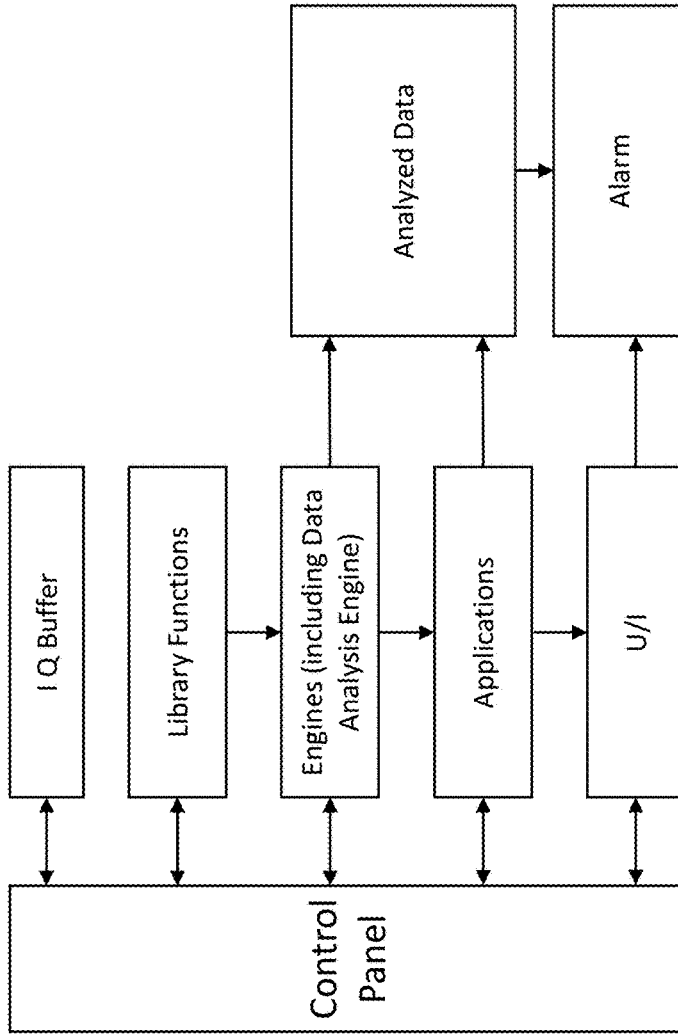 Control
Panel
I Q Buffer
Library Functions
Engines (including Data
Analysis Engine)
Applications
U/I
Analyzed Data
Alarm